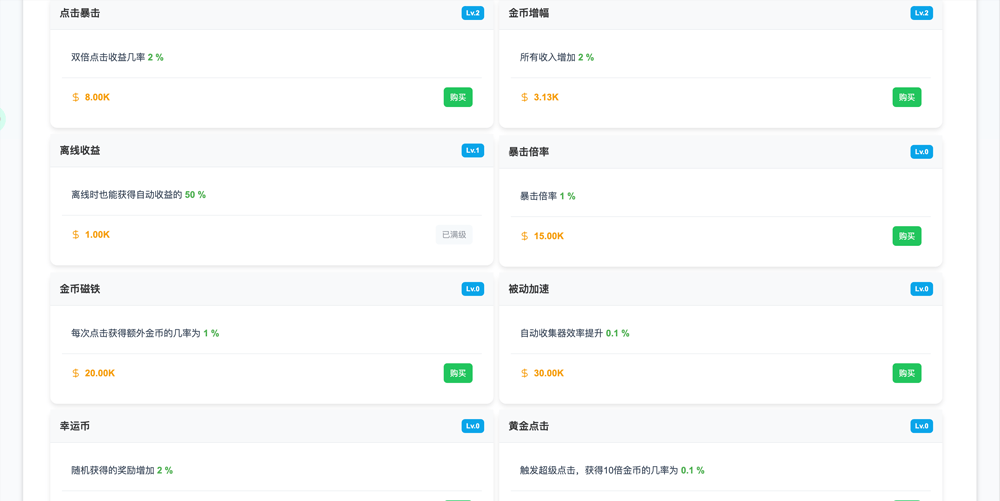 点击暴击
Lv.2
双倍点击收益几率 2 %
$ 8.00K
购买
金币增幅
Lv.2
所有收入增加 2 %
$ 3.13K
购买
离线收益
Lv.1
离线时也能获得自动收益的 50 %
$ 1.00K
已满级
暴击倍率
Lv.0
暴击倍率 1 %
$ 15.00K
购买
金币磁铁
Lv.0
每次点击获得额外金币的几率为 1 %
$ 20.00K
购买
被动加速
Lv.0
自动收集器效率提升 0.1 %
$ 30.00K
购买
幸运币
Lv.0
随机获得的奖励增加 2 %
黄金点击
Lv.0
触发超级点击，获得10倍金币的几率为 0.1 %